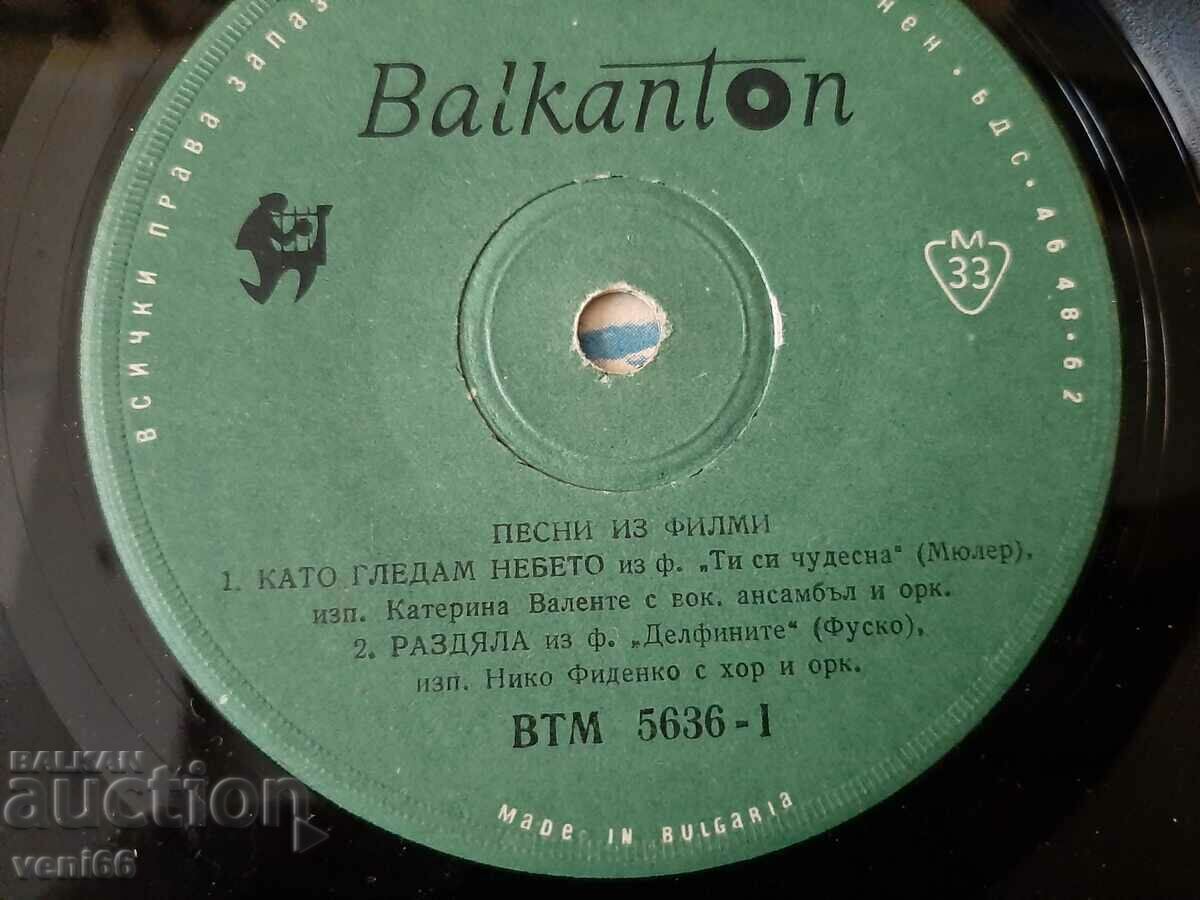 Balkanton
ВСИЧКИ ПРАВА ЗАПАЗ
НЕН · БДС · 4648-62
M
33
ПЕСНИ ИЗ ФИЛМИ
1. КАТО ГЛЕДАМ НЕБЕТО из ф. „Ти си чудесна“ (Мюлер),
изп. Катерина Валенте с вок. ансамбъл и орк.
2. РАЗДЯЛА из ф. „Делфините“ (Фуско),
изп. Нико Фиденко с хор и орк.
ВТМ 5636-I
Made in Bulgaria
BALKAN
auction
veni66